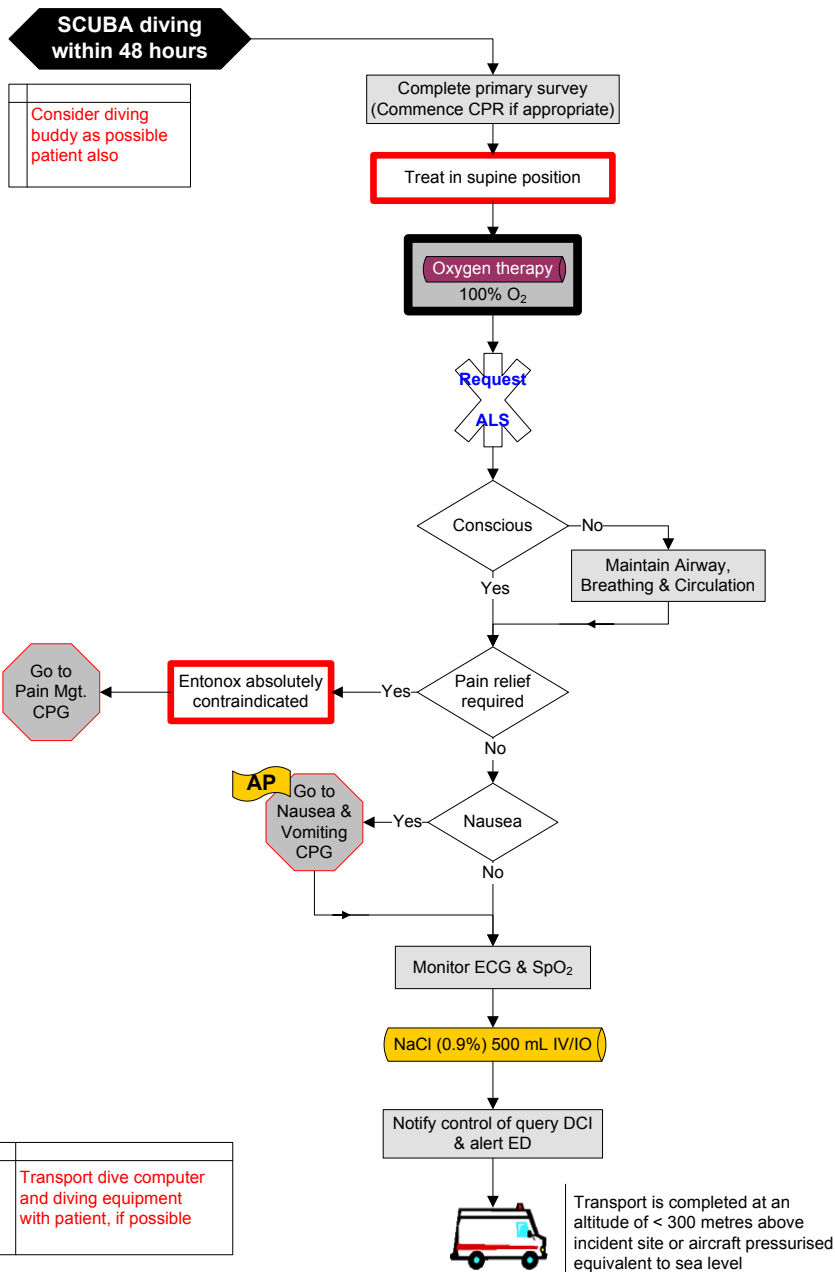 SCUBA diving
within 48 hours
Consider diving
buddy as possible
patient also
Complete primary survey
(Commence CPR if appropriate)
Treat in supine position
Oxygen therapy
100% O2
Request
ALS
Conscious
No
Maintain Airway,
Breathing & Circulation
Yes
Pain relief
required
Yes
Entonox absolutely
contraindicated
Go to
Pain Mgt.
CPG
No
Nausea
Yes
AP
Go to
Nausea &
Vomiting
CPG
No
Monitor ECG & SpO2
NaCl (0.9%) 500 mL IV/IO
Notify control of query DCI
& alert ED
Transport dive computer
and diving equipment
with patient, if possible
Transport is completed at an
altitude of < 300 metres above
incident site or aircraft pressurised
equivalent to sea level